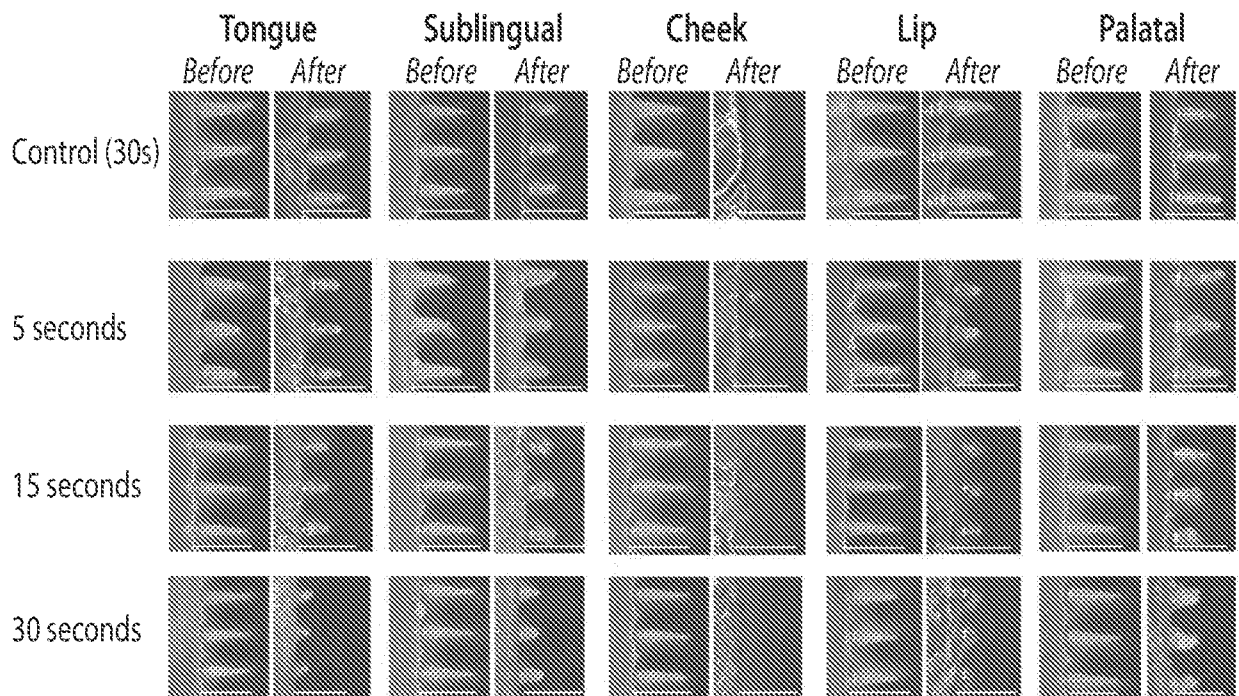 Tongue Sublingual Cheek Lip Palatal
Before After Before After Before After Before After Before After
Control (30s)
5 seconds
15 seconds
30 seconds